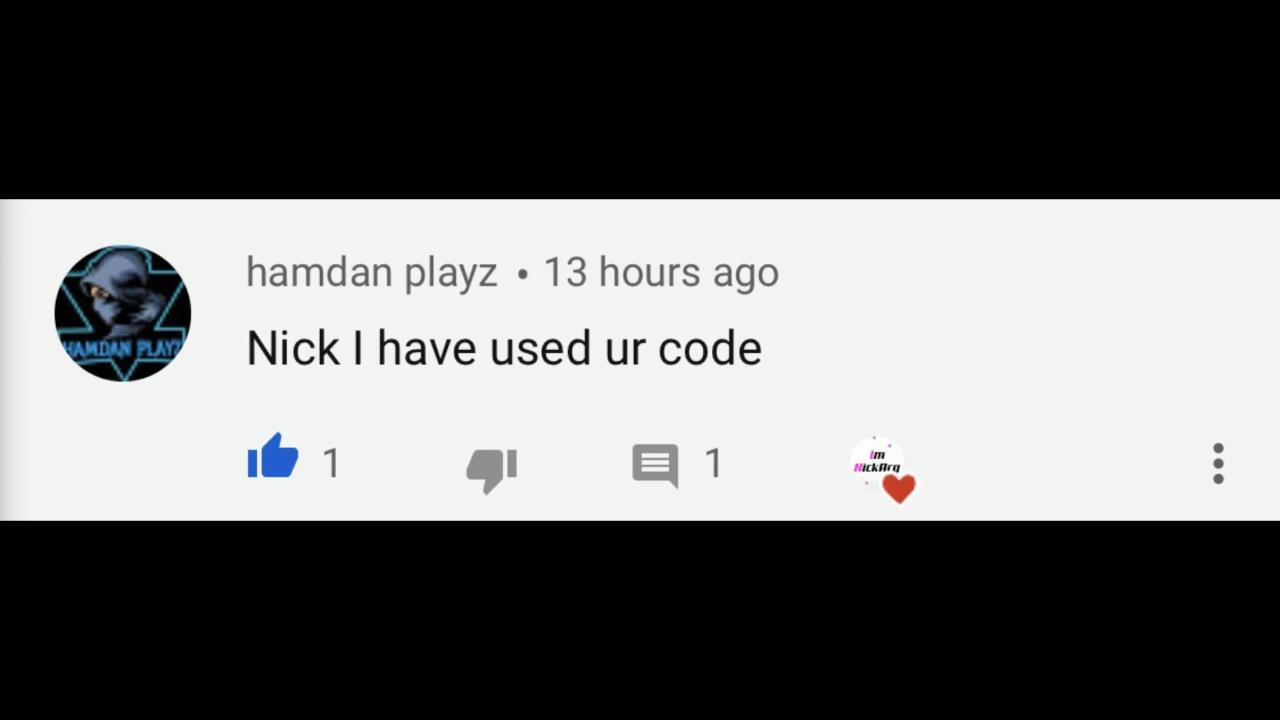 hamdan playz • 13 hours ago
Nick I have used ur code
HAMDAN PLAYZ
1
1
Im
NickArq